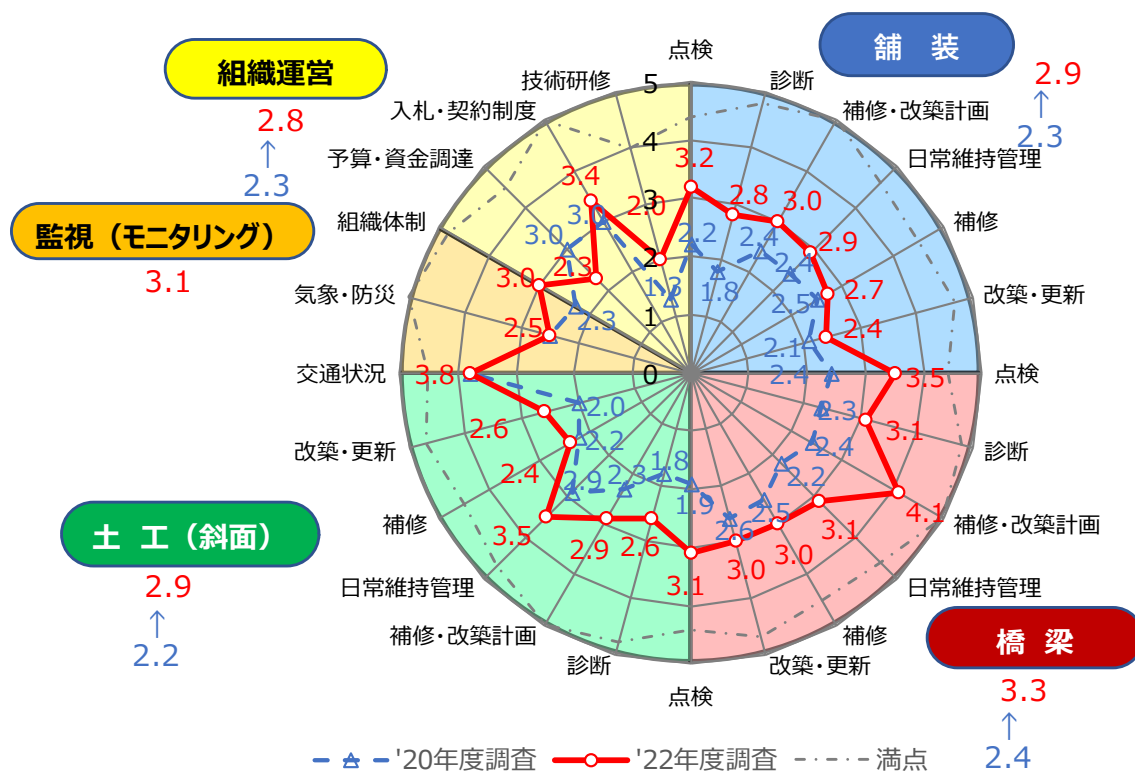 点検
舗 装
組織運営
技術研修
診断
2.9
↑
2.3
入札・契約制度
補修・改築計画
2.8
↑
2.3
予算・資金調達
日常維持管理
組織体制
補修
監視（モニタリング）
3.1
気象・防災
改築・更新
交通状況
点検
改築・更新
診断
補修
補修・改築計画
土 工（斜面）
2.9
↑
2.2
日常維持管理
日常維持管理
補修・改築計画
補修
橋 梁
3.3
↑
2.4
診断
改築・更新
点検
5
4
3
2
1
0
3.2
2.8
3.0
2.9
2.7
2.4
3.5
3.1
4.1
3.1
3.0
3.0
3.1
2.6
2.9
3.5
2.4
2.6
3.8
2.5
3.0
2.3
3.4
2.0
2.2
1.8
2.4
2.4
2.5
2.1
2.4
2.3
2.4
2.2
2.5
2.6
1.9
1.8
2.3
2.9
2.2
2.0
2.3
3.0
3.0
1.3
'20年度調査 '22年度調査 満点